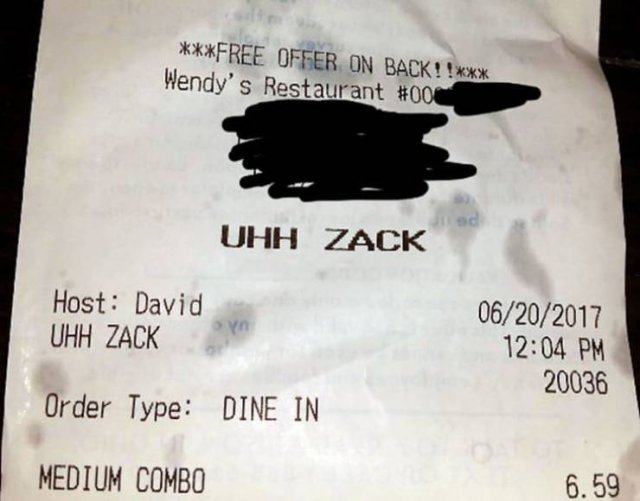 ***FREE OFFER ON BACK!!***
Wendy's Restaurant #00
UHH ZACK
Host: David
06/20/2017
UHH ZACK
12:04 PM
20036
Order Type: DINE IN
MEDIUM COMBO 6.59